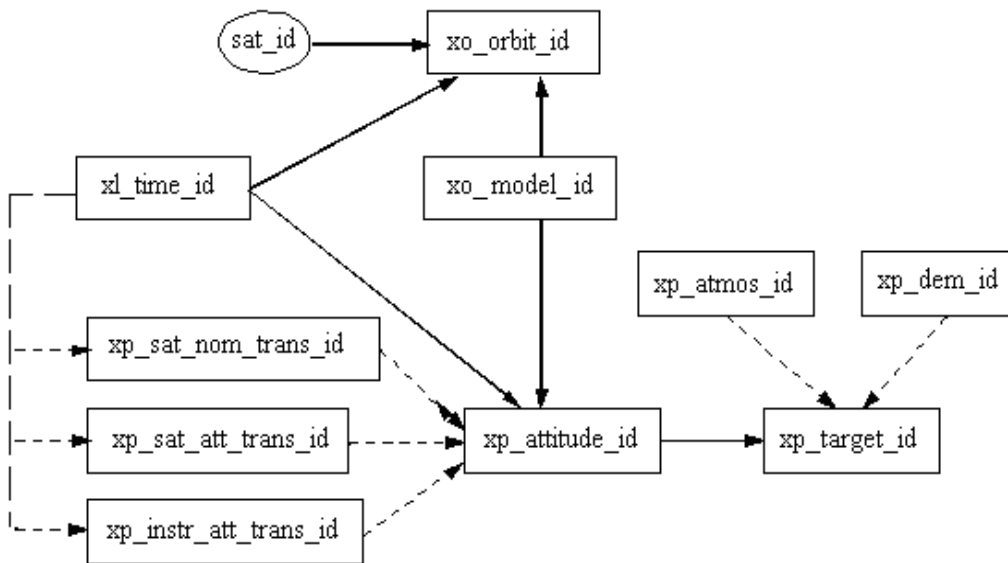 sat_id
xo_orbit_id
xl_time_id
xo_model_id
xp_atmos_id
xp_dem_id
xp_sat_nom_trans_id
xp_sat_att_trans_id
xp_attitude_id
xp_target_id
xp_instr_att_trans_id